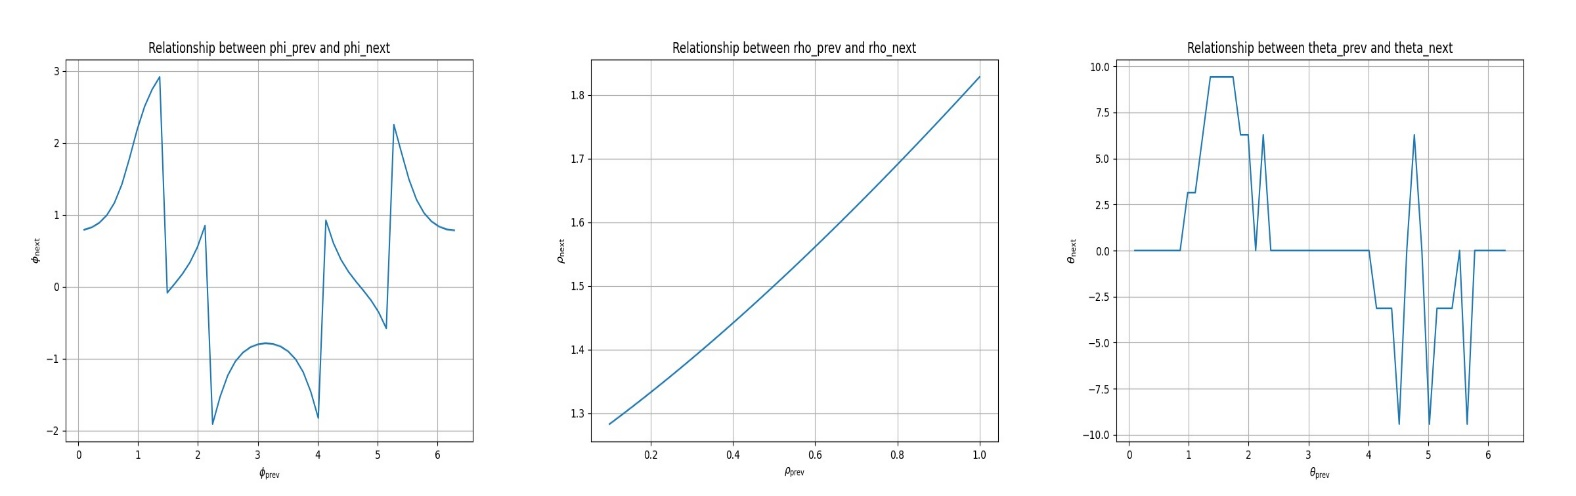 Relationship between phi_prev and phi_next
3
2
1
0
−1
−2
ϕnext
0 1 2 3 4 5 6
ϕprev
Relationship between rho_prev and rho_next
1.8
1.7
1.6
1.5
1.4
1.3
ρnext
0.2 0.4 0.6 0.8 1.0
ρprev
Relationship between theta_prev and theta_next
10.0
7.5
5.0
2.5
0.0
−2.5
−5.0
−7.5
−10.0
θnext
0 1 2 3 4 5 6
θprev